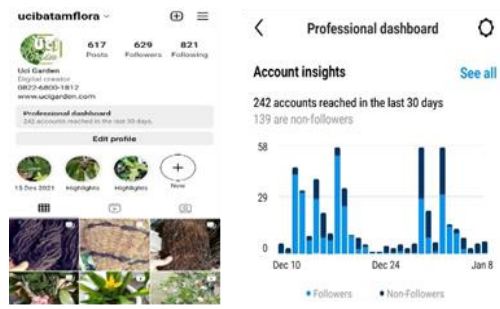 ucibatamflora
617
629
821
Posts
Followers
Following
Uci Garden
Digital creator
0822-6800-1812
www.ucigarden.com
Professional dashboard
242 accounts reached in the last 30 days.
Edit profile
15 Des 2021
Highlights
Highlights
New
Professional dashboard
Account insights
See all
242 accounts reached in the last 30 days
139 are non-followers
58
29
0
Dec 10
Dec 24
Jan 8
Followers
Non-Followers